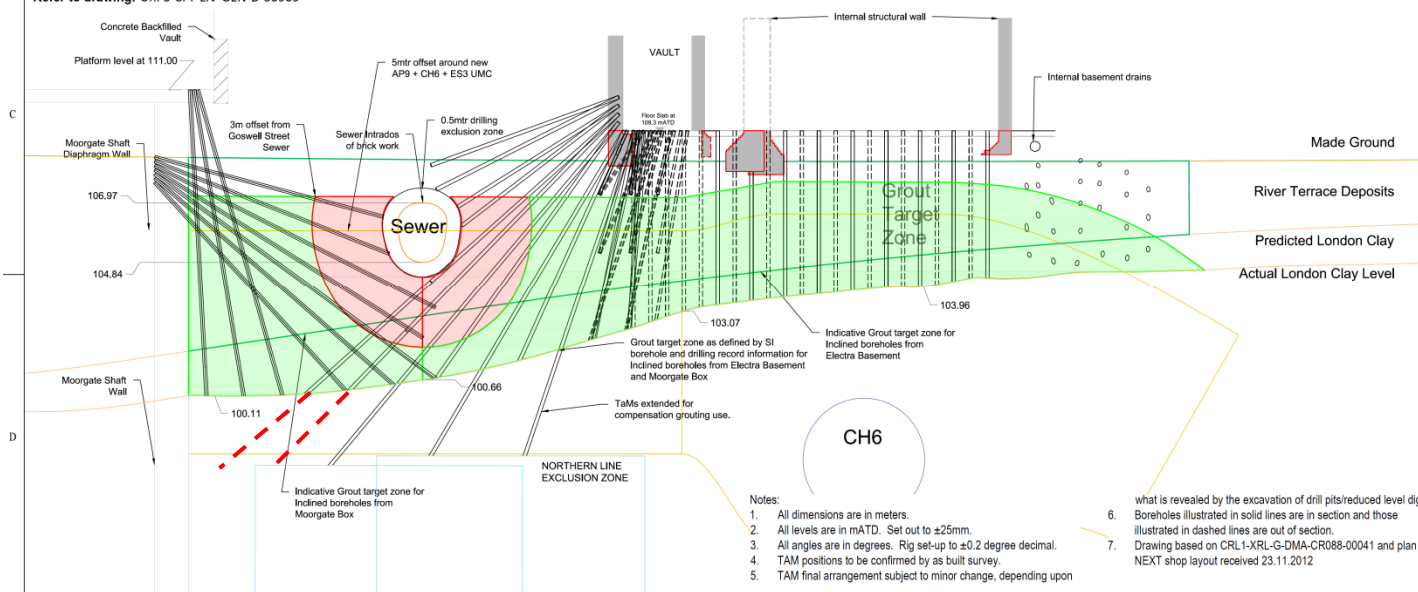 Concrete Backfilled
Vault
Platform level at 111.00
C
3m offset from
Goswell Street
Sewer
5mtr offset around new
AP9 + CH6 + ES3 UMC
Sewer Intrados
of brick work
0.5mtr drilling
exclusion zone
VAULT
Floor Slab at
109.3 mATD
Internal structural wall
Internal basement drains
Moorgate Shaft
Diaphragm Wall
106.97
104.84
Sewer
Grout
Target
Zone
Made Ground
River Terrace Deposits
Predicted London Clay
Actual London Clay Level
103.96
103.07
100.66
100.11
Indicative Grout target zone for
Inclined boreholes from
Electra Basement
Grout target zone as defined by SI
borehole and drilling record information for
Inclined boreholes from Electra Basement
and Moorgate Box
TaMs extended for
compensation grouting use.
Moorgate Shaft
Wall
D
CH6
NORTHERN LINE
EXCLUSION ZONE
Indicative Grout target zone for
Inclined boreholes from
Moorgate Box
Notes:
1. All dimensions are in meters.
2. All levels are in mATD. Set out to ±25mm.
3. All angles are in degrees. Rig set-up to ±0.2 degree decimal.
4. TAM positions to be confirmed by as built survey.
5. TAM final arrangement subject to minor change, depending upon
what is revealed by the excavation of drill pits/reduced level dig
6. Boreholes illustrated in solid lines are in section and those
illustrated in dashed lines are out of section.
7. Drawing based on CRL1-XRL-G-DMA-CR088-00041 and plan
NEXT shop layout received 23.11.2012